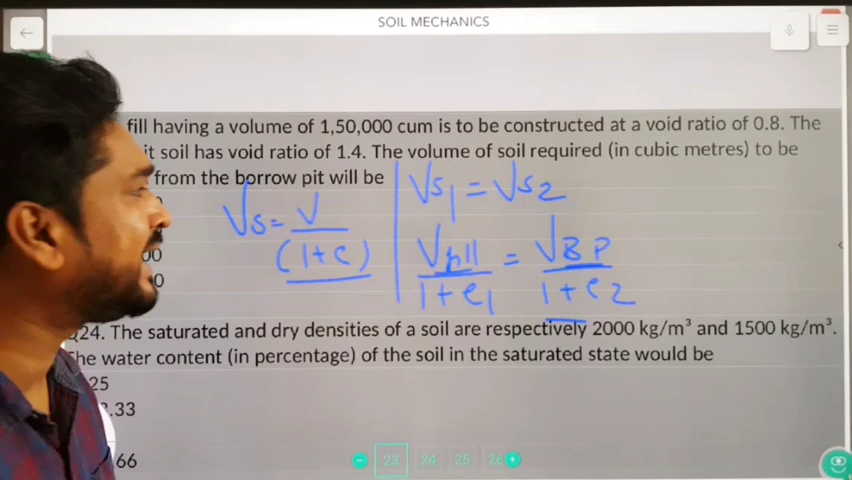 SOIL MECHANICS
fill having a volume of 1,50,000 cum is to be constructed at a void ratio of 0.8. The
it soil has void ratio of 1.4. The volume of soil required (in cubic metres) to be
from the borrow pit will be
Vs = V / (1+e)
Vs1 = Vs2
Vfill / 1+e1 = VBP / 1+e2
00
0
Q24. The saturated and dry densities of a soil are respectively 2000 kg/m³ and 1500 kg/m³.
The water content (in percentage) of the soil in the saturated state would be
25
.33
66
23 24 25 26